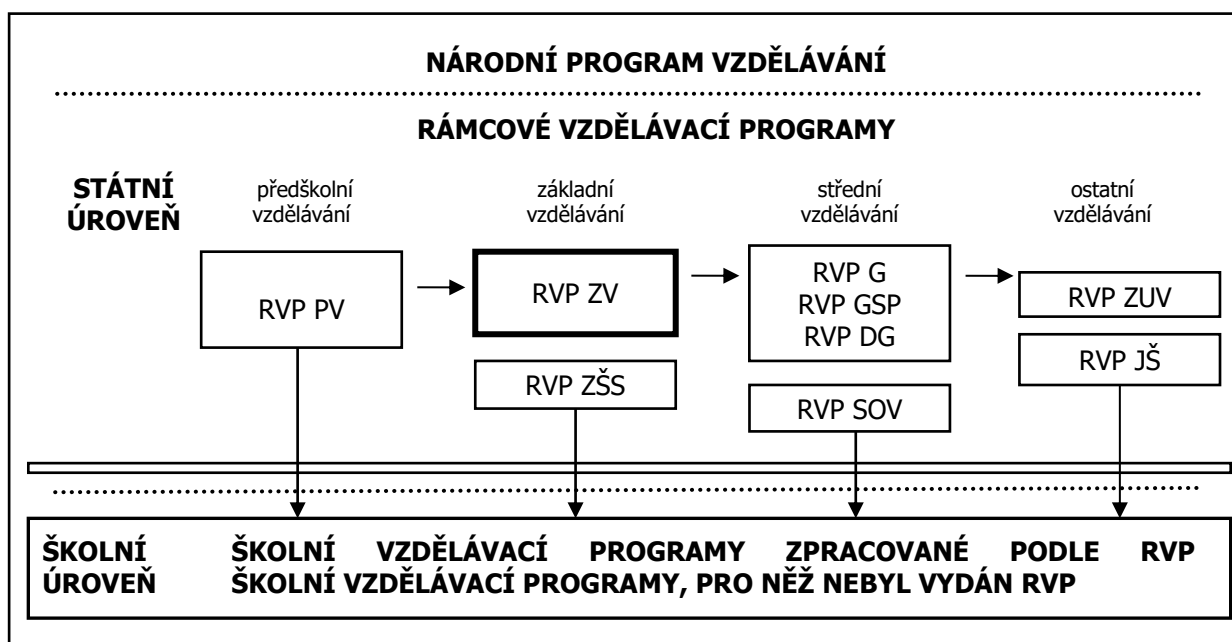 NÁRODNÍ PROGRAM VZDĚLÁVÁNÍ
RÁMCOVÉ VZDĚLÁVACÍ PROGRAMY
STÁTNÍ
ÚROVEŇ
předškolní
vzdělávání
základní
vzdělávání
střední
vzdělávání
ostatní
vzdělávání
RVP PV
RVP ZV
RVP ZŠS
RVP G
RVP GSP
RVP DG
RVP SOV
RVP ZUV
RVP JŠ
ŠKOLNÍ
ÚROVEŇ
ŠKOLNÍ VZDĚLÁVACÍ PROGRAMY ZPRACOVANÉ PODLE RVP
ŠKOLNÍ VZDĚLÁVACÍ PROGRAMY, PRO NĚŽ NEBYL VYDÁN RVP